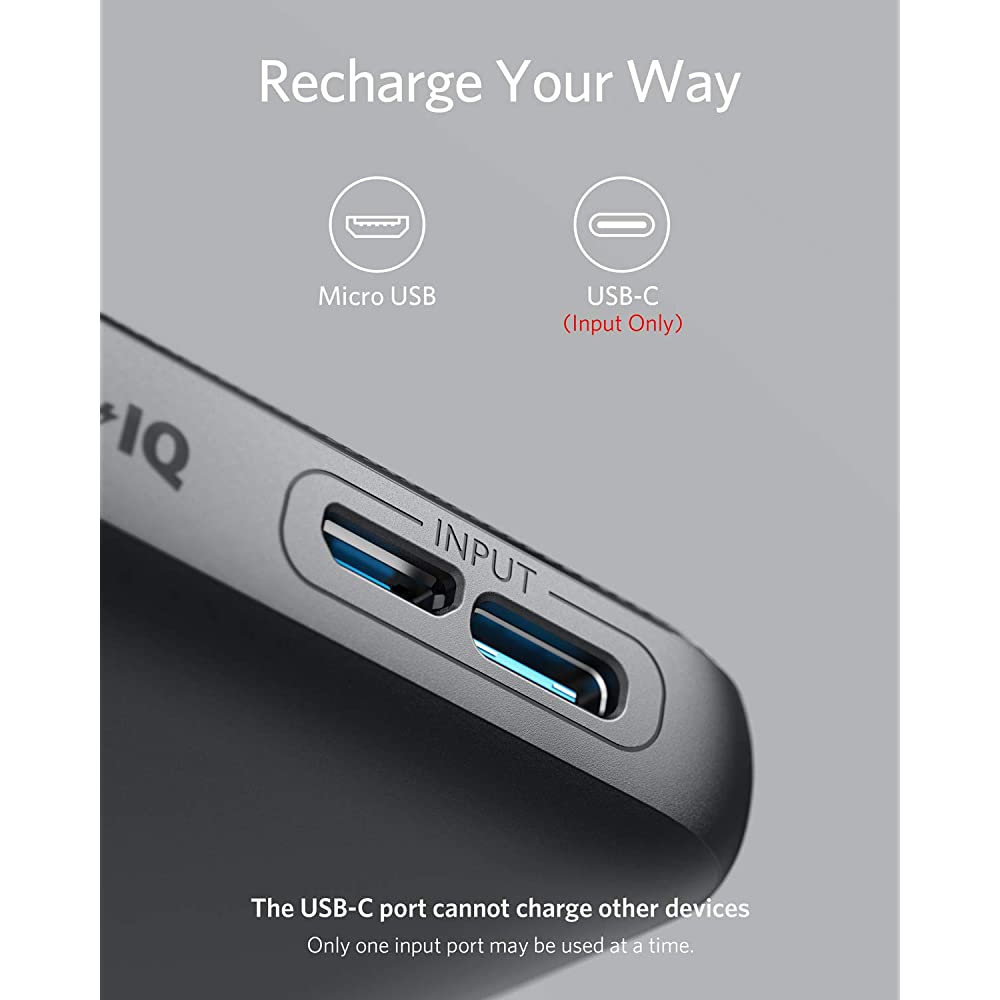 Recharge Your Way
Micro USB
USB-C
(Input Only)
IQ
INPUT
The USB-C port cannot charge other devices
Only one input port may be used at a time.